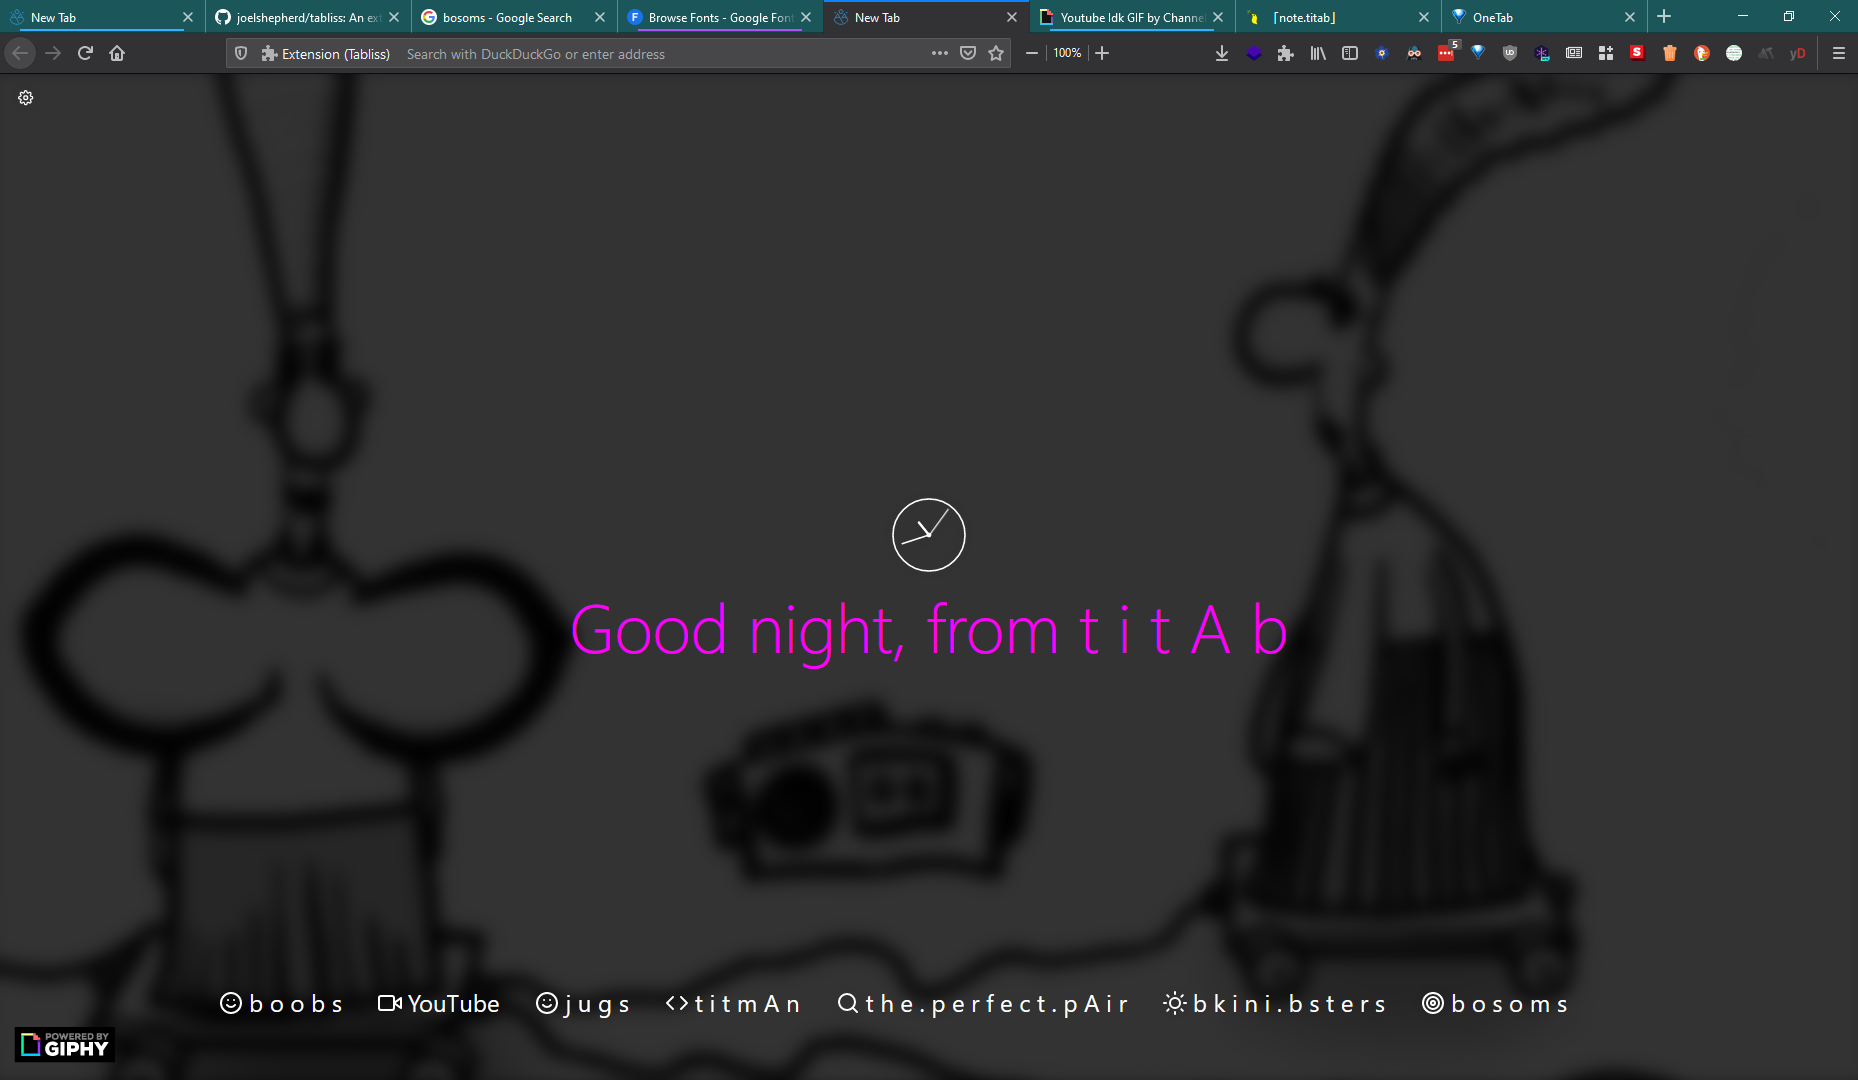 New Tab
joelshepherd/tabliss: An ext
bosoms - Google Search
Browse Fonts - Google Font
New Tab
Youtube Idk GIF by Channe
⌈note.titab⌋
OneTab
Extension (Tabliss) Search with DuckDuckGo or enter address 100% 5
Good night, from t i t A b
b o o b s YouTube j u g s t i t m A n t h e . p e r f e c t . p A i r b k i n i . b s t e r s b o s o m s
POWERED BY
GIPHY